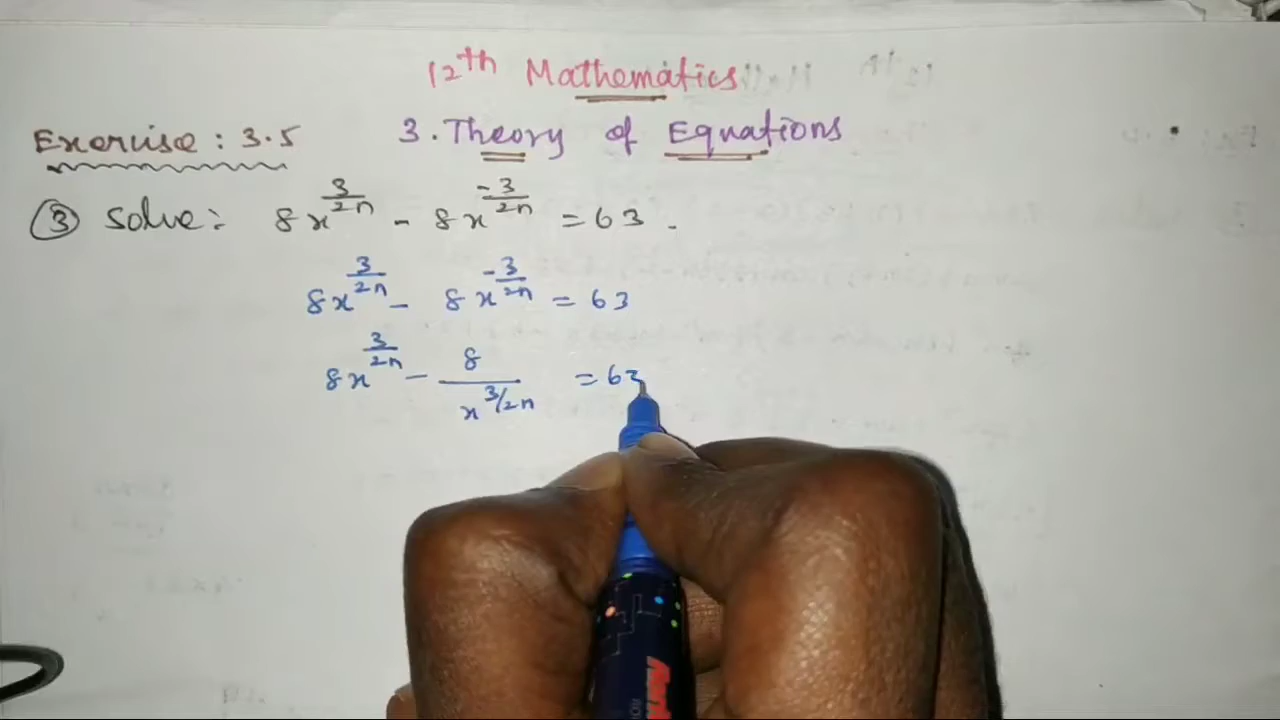 12th Mathematics
Exercise : 3.5 3. Theory of Equations
③ Solve: 8x^(3/2n) - 8x^(-3/2n) = 63.
8x^(3/2n) - 8x^(-3/2n) = 63
8x^(3/2n) - 8/x^(3/2n) = 63